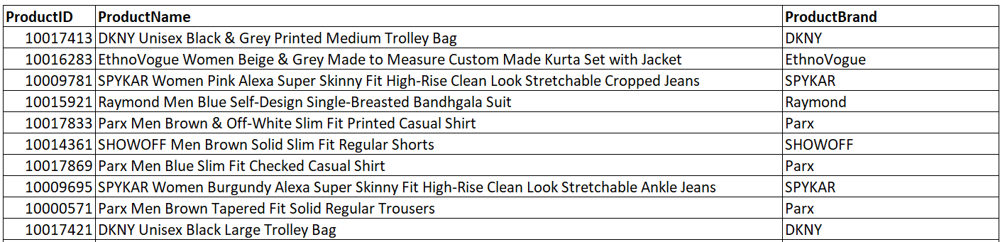 ProductID ProductName ProductBrand
10017413 DKNY Unisex Black & Grey Printed Medium Trolley Bag DKNY
10016283 EthnoVogue Women Beige & Grey Made to Measure Custom Made Kurta Set with Jacket EthnoVogue
10009781 SPYKAR Women Pink Alexa Super Skinny Fit High-Rise Clean Look Stretchable Cropped Jeans SPYKAR
10015921 Raymond Men Blue Self-Design Single-Breasted Bandhgala Suit Raymond
10017833 Parx Men Brown & Off-White Slim Fit Printed Casual Shirt Parx
10014361 SHOWOFF Men Brown Solid Slim Fit Regular Shorts SHOWOFF
10017869 Parx Men Blue Slim Fit Checked Casual Shirt Parx
10009695 SPYKAR Women Burgundy Alexa Super Skinny Fit High-Rise Clean Look Stretchable Ankle Jeans SPYKAR
10000571 Parx Men Brown Tapered Fit Solid Regular Trousers Parx
10017421 DKNY Unisex Black Large Trolley Bag DKNY